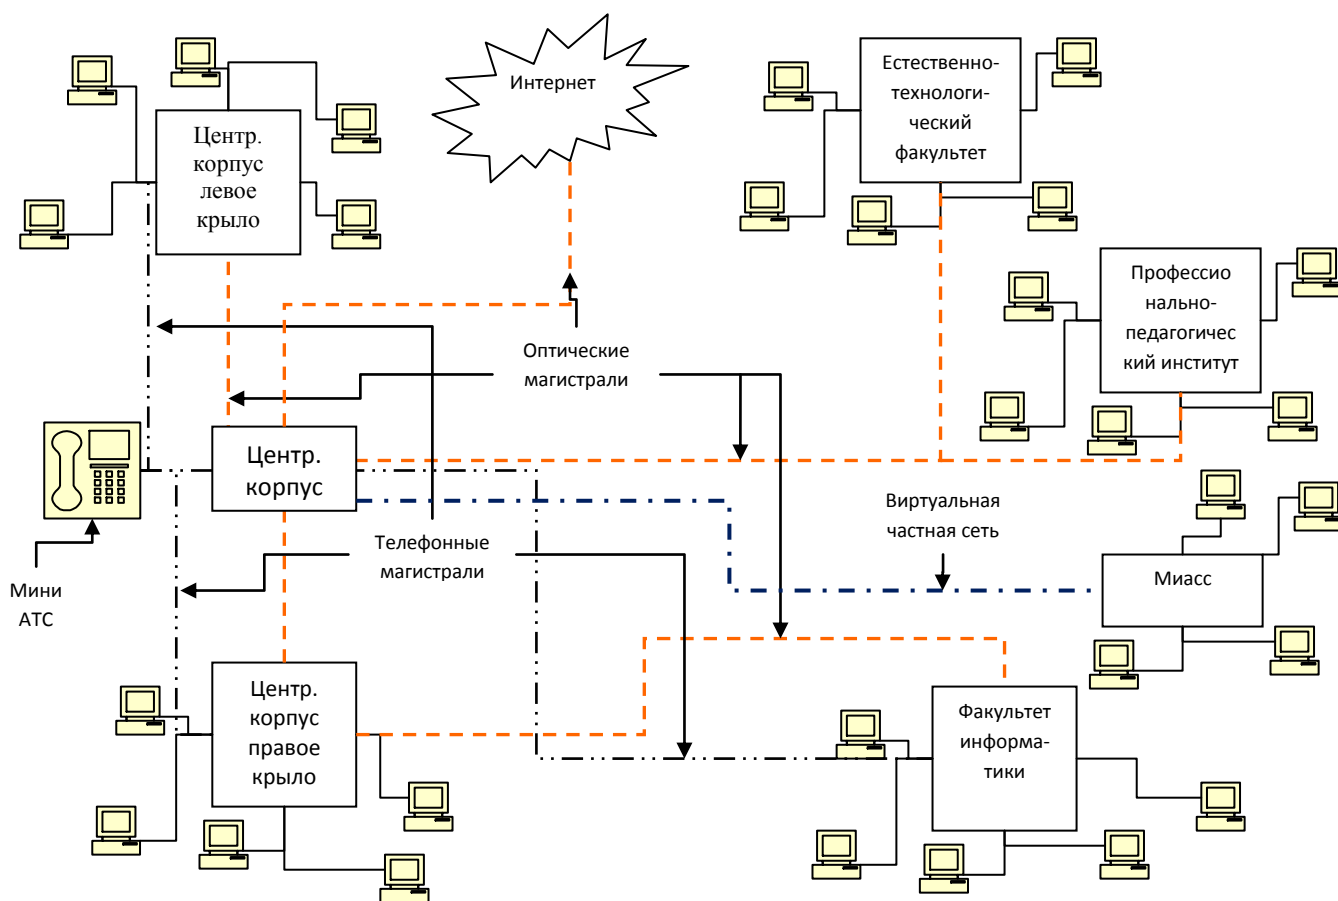 Интернет
Естественно-
технологи-
ческий
факультет
Центр.
корпус
левое
крыло
Профессио
нально-
педагогичес
кий институт
Оптические
магистрали
Центр.
корпус
Виртуальная
частная сеть
Телефонные
магистрали
Мини
АТС
Миасс
Центр.
корпус
правое
крыло
Факультет
информа-
тики